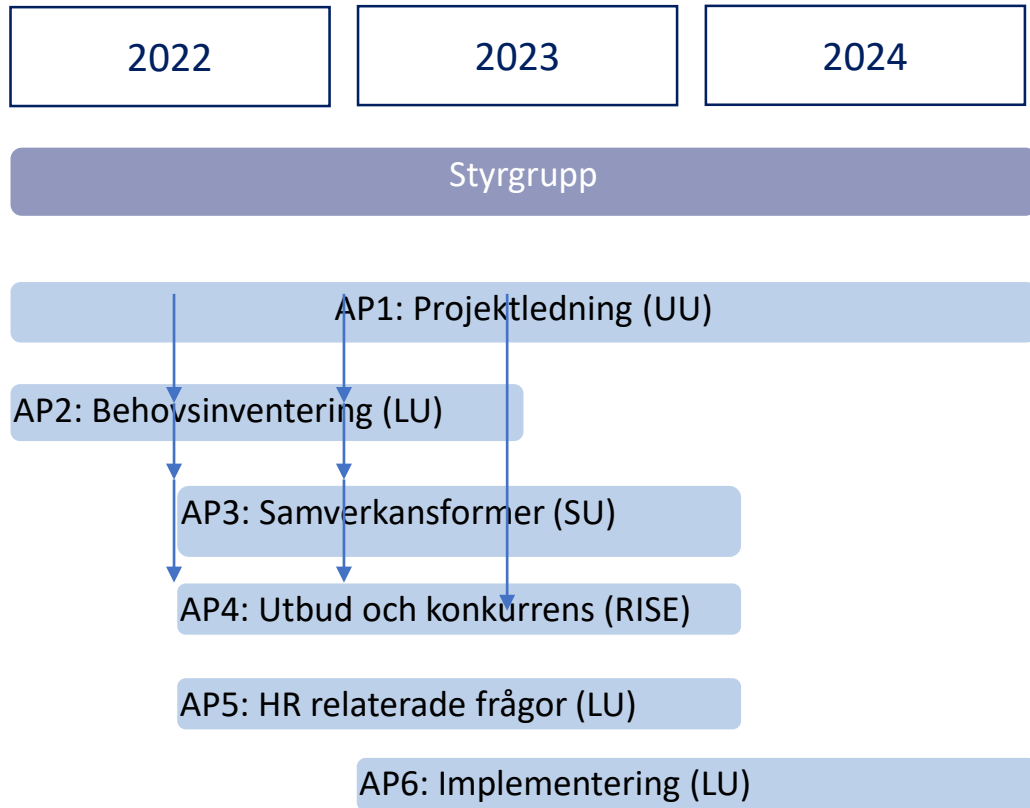 2022
2023
2024
Styrgrupp
AP1: Projektledning (UU)
AP2: Behovsinventering (LU)
AP3: Samverkansformer (SU)
AP4: Utbud och konkurrens (RISE)
AP5: HR relaterade frågor (LU)
AP6: Implementering (LU)